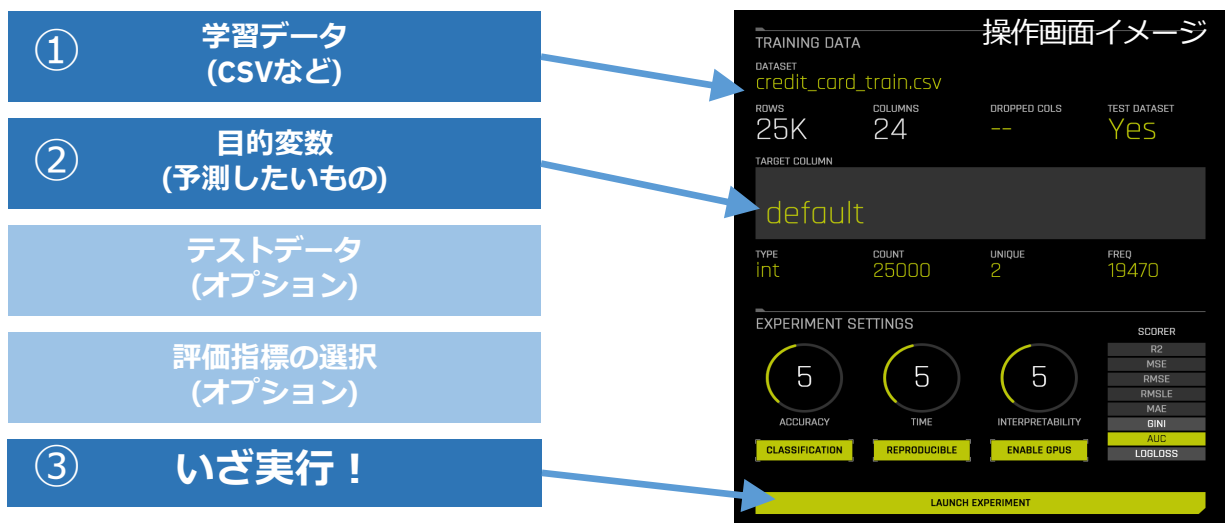 ①
学習データ
(CSVなど)
②
目的変数
(予測したいもの)
テストデータ
(オプション)
評価指標の選択
(オプション)
③
いざ実行！
操作画面イメージ
TRAINING DATA
DATASET
credit_card_train.csv
ROWS COLUMNS DROPPED COLS TEST DATASET
25K 24 -- Yes
TARGET COLUMN
default
TYPE COUNT UNIQUE FREQ
int 25000 2 19470
EXPERIMENT SETTINGS
5 5 5
ACCURACY TIME INTERPRETABILITY
CLASSIFICATION REPRODUCIBLE ENABLE GPUS
SCORER
R2
MSE
RMSE
RMSLE
MAE
GINI
AUC
LOGLOSS
LAUNCH EXPERIMENT